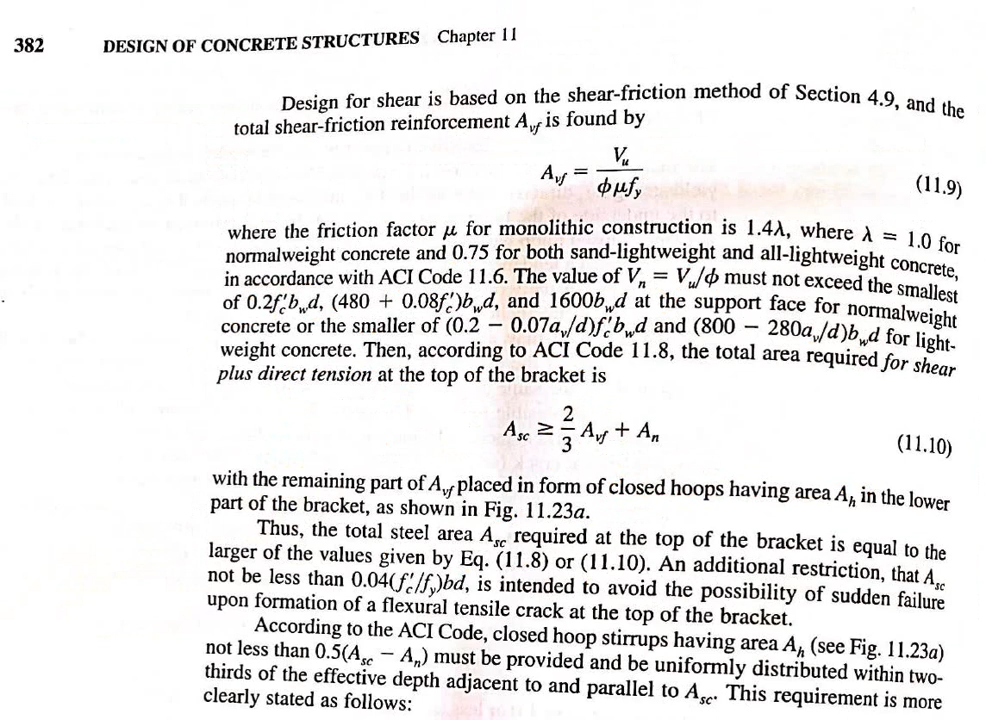 382 DESIGN OF CONCRETE STRUCTURES Chapter 11
Design for shear is based on the shear-friction method of Section 4.9, and the
total shear-friction reinforcement A_vf is found by
A_vf = V_u / ϕμf_y (11.9)
where the friction factor μ for monolithic construction is 1.4λ, where λ = 1.0 for
normalweight concrete and 0.75 for both sand-lightweight and all-lightweight concrete,
in accordance with ACI Code 11.6. The value of V_n = V_u/ϕ must not exceed the smallest
of 0.2f_c′b_wd, (480 + 0.08f_c′)b_wd, and 1600b_wd at the support face for normalweight
concrete or the smaller of (0.2 − 0.07a_v/d)f_c′b_wd and (800 − 280a_v/d)b_wd for light-
weight concrete. Then, according to ACI Code 11.8, the total area required for shear
plus direct tension at the top of the bracket is
A_sc ≥ 2/3 A_vf + A_n (11.10)
with the remaining part of A_vf placed in form of closed hoops having area A_h in the lower
part of the bracket, as shown in Fig. 11.23a.
Thus, the total steel area A_sc required at the top of the bracket is equal to the
larger of the values given by Eq. (11.8) or (11.10). An additional restriction, that A_sc
not be less than 0.04(f_c′/f_y)bd, is intended to avoid the possibility of sudden failure
upon formation of a flexural tensile crack at the top of the bracket.
According to the ACI Code, closed hoop stirrups having area A_h (see Fig. 11.23a)
not less than 0.5(A_sc − A_n) must be provided and be uniformly distributed within two-
thirds of the effective depth adjacent to and parallel to A_sc. This requirement is more
clearly stated as follows: